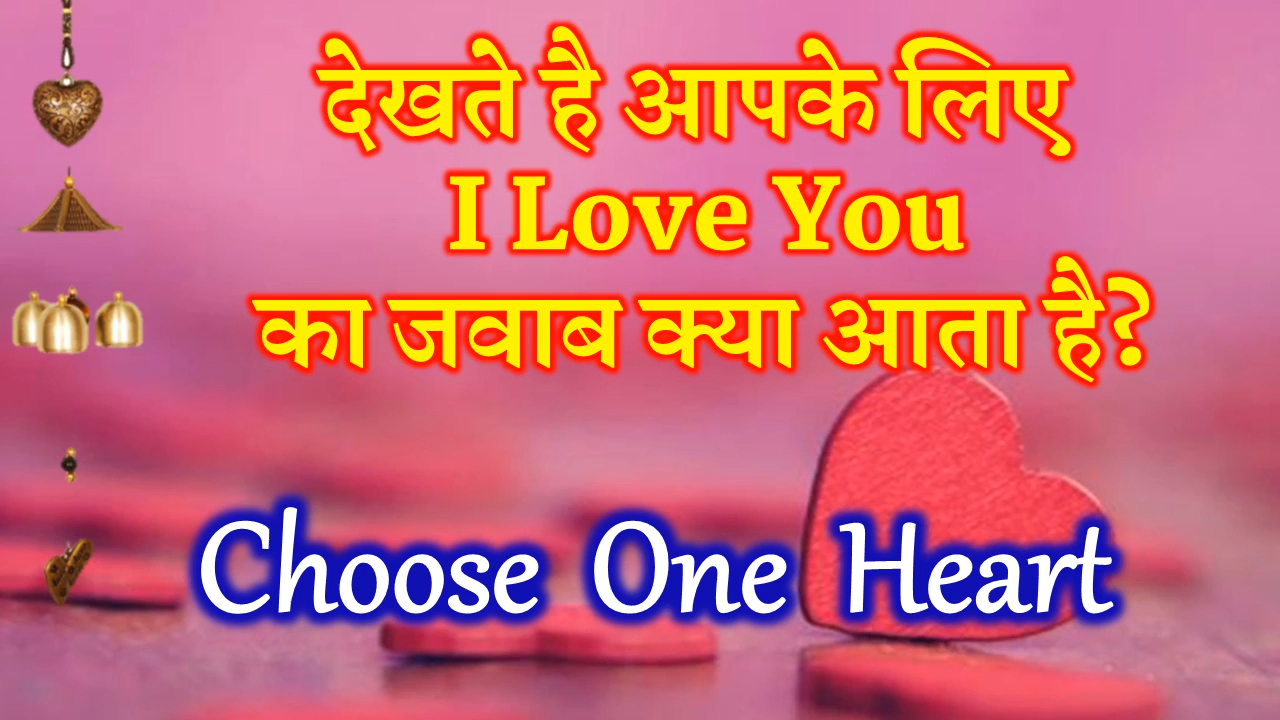 देखते है आपके लिए
I Love You
का जवाब क्या आता है?
Choose One Heart